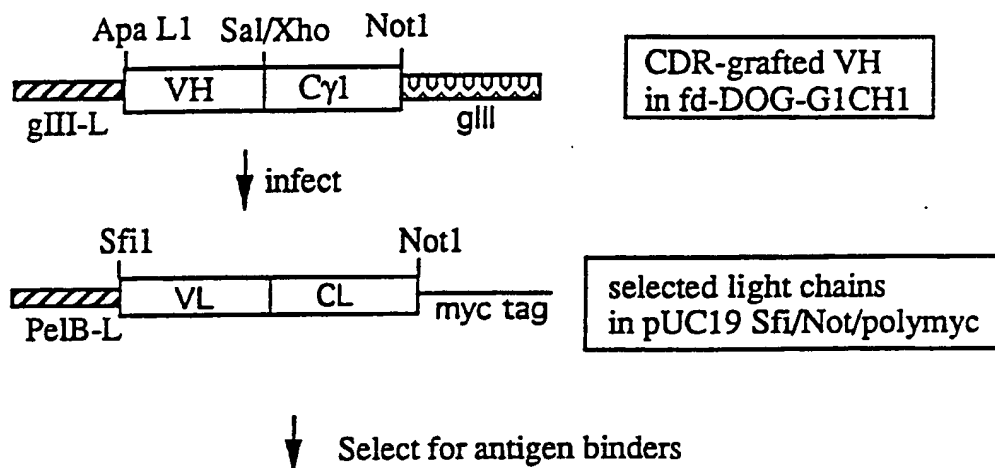 Apa L1 Sal/Xho Not1
VH Cγ1
gIII-L gIII
CDR-grafted VH
in fd-DOG-G1CH1
infect
Sfi1 Not1
VL CL
PelB-L myc tag
selected light chains
in pUC19 Sfi/Not/polymyc
Select for antigen binders